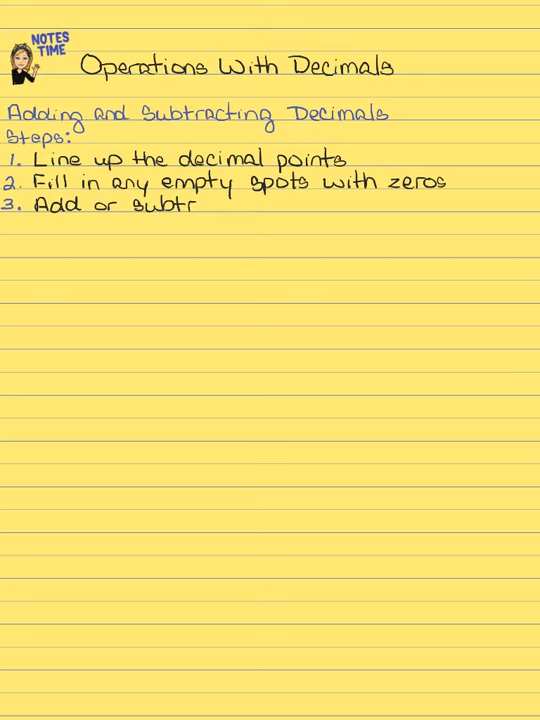 NOTES
TIME
Operations With Decimals
Adding and Subtracting Decimals
Steps:
1. Line up the decimal points
2. Fill in any empty spots with zeros
3. Add or subtr